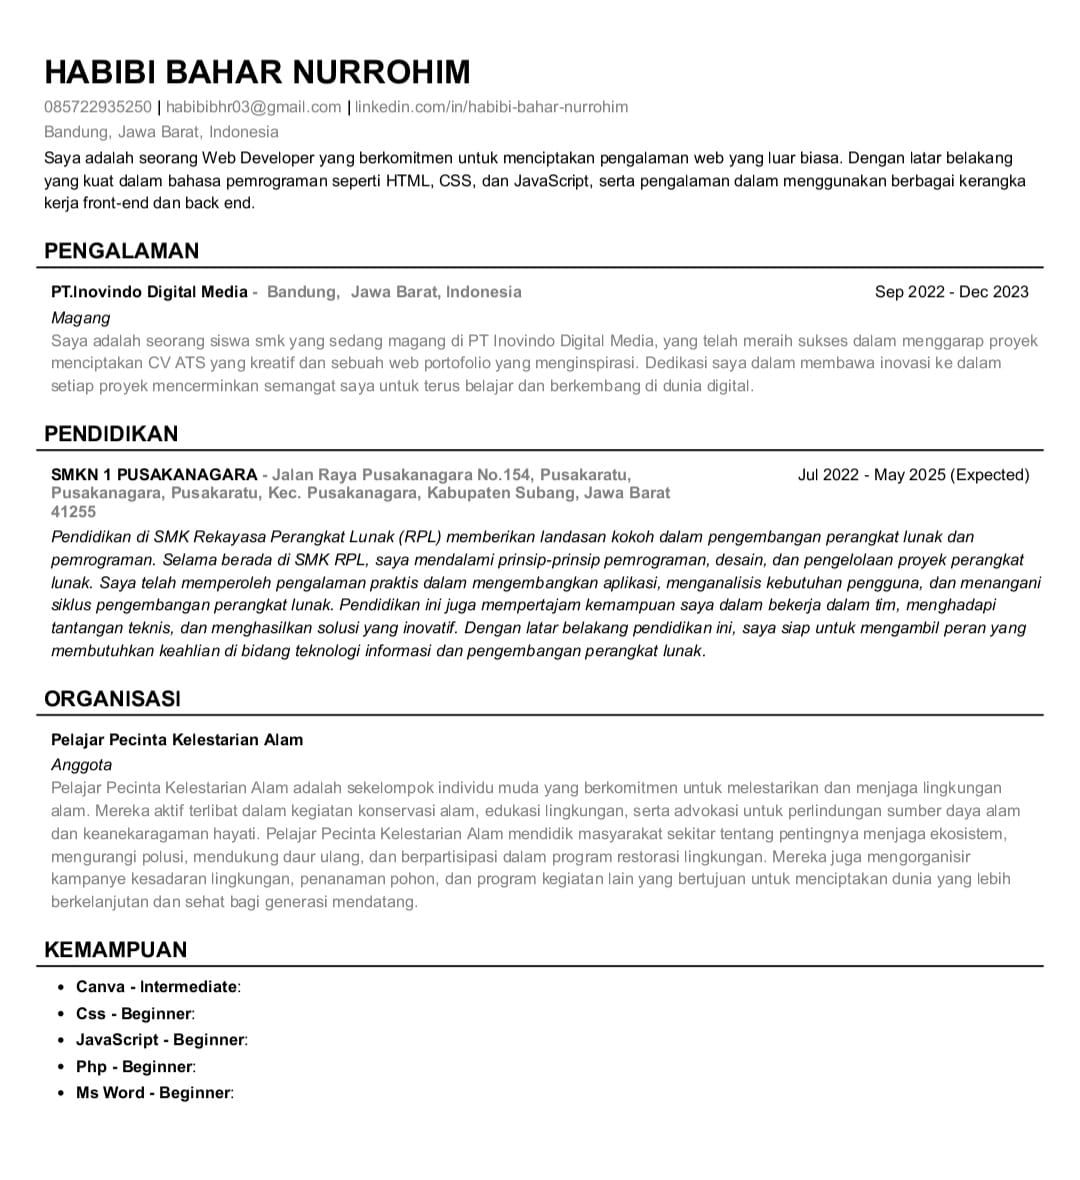 HABIBI BAHAR NURROHIM
085722935250 | habibibhr03@gmail.com | linkedin.com/in/habibi-bahar-nurrohim
Bandung, Jawa Barat, Indonesia
Saya adalah seorang Web Developer yang berkomitmen untuk menciptakan pengalaman web yang luar biasa. Dengan latar belakang
yang kuat dalam bahasa pemrograman seperti HTML, CSS, dan JavaScript, serta pengalaman dalam menggunakan berbagai kerangka
kerja front-end dan back end.
PENGALAMAN
PT.Inovindo Digital Media - Bandung, Jawa Barat, Indonesia Sep 2022 - Dec 2023
Magang
Saya adalah seorang siswa smk yang sedang magang di PT Inovindo Digital Media, yang telah meraih sukses dalam menggarap proyek
menciptakan CV ATS yang kreatif dan sebuah web portofolio yang menginspirasi. Dedikasi saya dalam membawa inovasi ke dalam
setiap proyek mencerminkan semangat saya untuk terus belajar dan berkembang di dunia digital.
PENDIDIKAN
SMKN 1 PUSAKANAGARA - Jalan Raya Pusakanagara No.154, Pusakaratu, Jul 2022 - May 2025 (Expected)
Pusakanagara, Pusakaratu, Kec. Pusakanagara, Kabupaten Subang, Jawa Barat
41255
Pendidikan di SMK Rekayasa Perangkat Lunak (RPL) memberikan landasan kokoh dalam pengembangan perangkat lunak dan
pemrograman. Selama berada di SMK RPL, saya mendalami prinsip-prinsip pemrograman, desain, dan pengelolaan proyek perangkat
lunak. Saya telah memperoleh pengalaman praktis dalam mengembangkan aplikasi, menganalisis kebutuhan pengguna, dan menangani
siklus pengembangan perangkat lunak. Pendidikan ini juga mempertajam kemampuan saya dalam bekerja dalam tim, menghadapi
tantangan teknis, dan menghasilkan solusi yang inovatif. Dengan latar belakang pendidikan ini, saya siap untuk mengambil peran yang
membutuhkan keahlian di bidang teknologi informasi dan pengembangan perangkat lunak.
ORGANISASI
Pelajar Pecinta Kelestarian Alam
Anggota
Pelajar Pecinta Kelestarian Alam adalah sekelompok individu muda yang berkomitmen untuk melestarikan dan menjaga lingkungan
alam. Mereka aktif terlibat dalam kegiatan konservasi alam, edukasi lingkungan, serta advokasi untuk perlindungan sumber daya alam
dan keanekaragaman hayati. Pelajar Pecinta Kelestarian Alam mendidik masyarakat sekitar tentang pentingnya menjaga ekosistem,
mengurangi polusi, mendukung daur ulang, dan berpartisipasi dalam program restorasi lingkungan. Mereka juga mengorganisir
kampanye kesadaran lingkungan, penanaman pohon, dan program kegiatan lain yang bertujuan untuk menciptakan dunia yang lebih
berkelanjutan dan sehat bagi generasi mendatang.
KEMAMPUAN
• Canva - Intermediate:
• Css - Beginner:
• JavaScript - Beginner:
• Php - Beginner:
• Ms Word - Beginner: